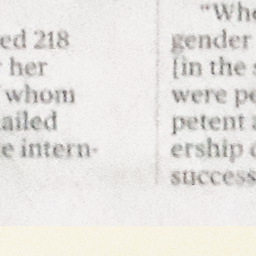 ed 218
her
whom
ailed
e intern-
"Whe
gender
[in the s
were pe
petent a
ership
success